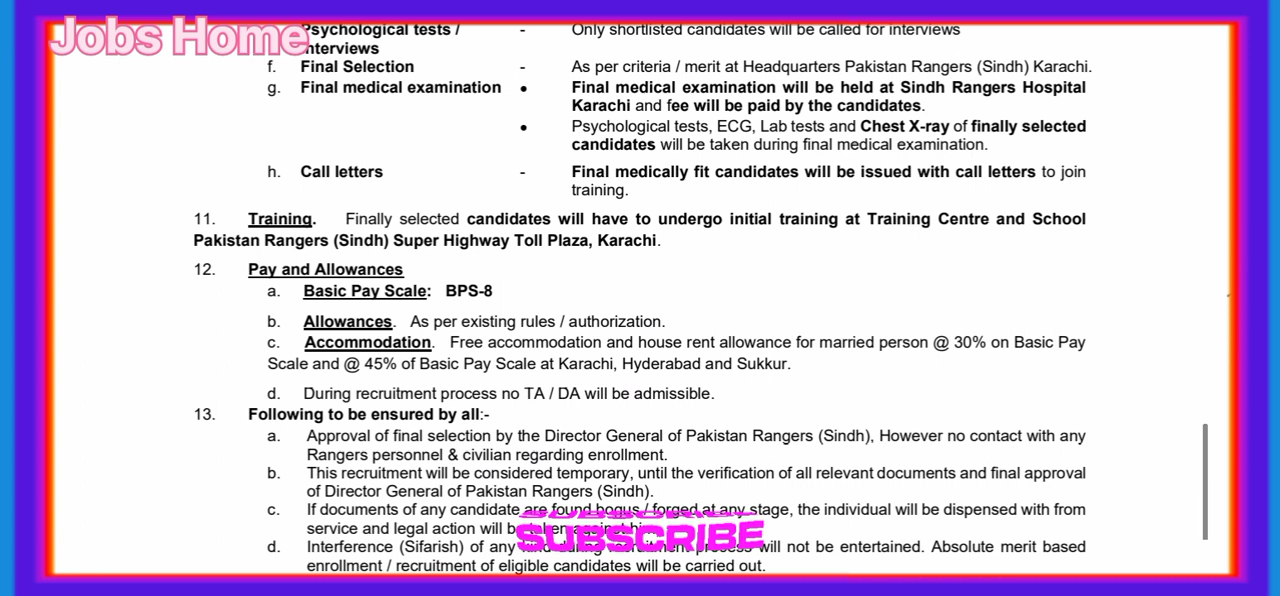 Jobs Home
Psychological tests / - Only shortlisted candidates will be called for interviews
interviews
f. Final Selection - As per criteria / merit at Headquarters Pakistan Rangers (Sindh) Karachi.
g. Final medical examination • Final medical examination will be held at Sindh Rangers Hospital
Karachi and fee will be paid by the candidates.
• Psychological tests, ECG, Lab tests and Chest X-ray of finally selected
candidates will be taken during final medical examination.
h. Call letters - Final medically fit candidates will be issued with call letters to join
training.
11. Training. Finally selected candidates will have to undergo initial training at Training Centre and School
Pakistan Rangers (Sindh) Super Highway Toll Plaza, Karachi.
12. Pay and Allowances
a. Basic Pay Scale: BPS-8
b. Allowances. As per existing rules / authorization.
c. Accommodation. Free accommodation and house rent allowance for married person @ 30% on Basic Pay
Scale and @ 45% of Basic Pay Scale at Karachi, Hyderabad and Sukkur.
d. During recruitment process no TA / DA will be admissible.
13. Following to be ensured by all:-
a. Approval of final selection by the Director General of Pakistan Rangers (Sindh), However no contact with any
Rangers personnel & civilian regarding enrollment.
b. This recruitment will be considered temporary, until the verification of all relevant documents and final approval
of Director General of Pakistan Rangers (Sindh).
c. If documents of any candidate are found bogus / forged at any stage, the individual will be dispensed with from
service and legal action will be taken against
SUBSCRIBE
d. Interference (Sifarish) of any kind during recruitment process will not be entertained. Absolute merit based
enrollment / recruitment of eligible candidates will be carried out.